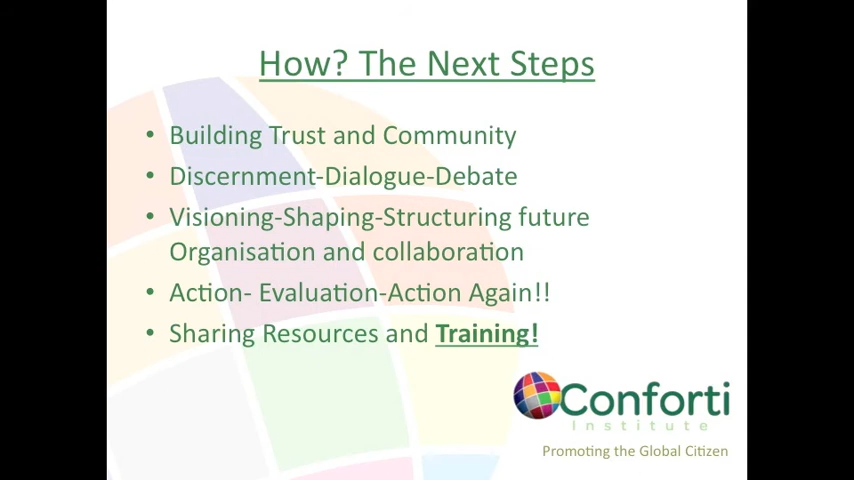 How? The Next Steps
• Building Trust and Community
• Discernment-Dialogue-Debate
• Visioning-Shaping-Structuring future
Organisation and collaboration
• Action- Evaluation-Action Again!!
• Sharing Resources and Training!
Conforti
Institute
Promoting the Global Citizen